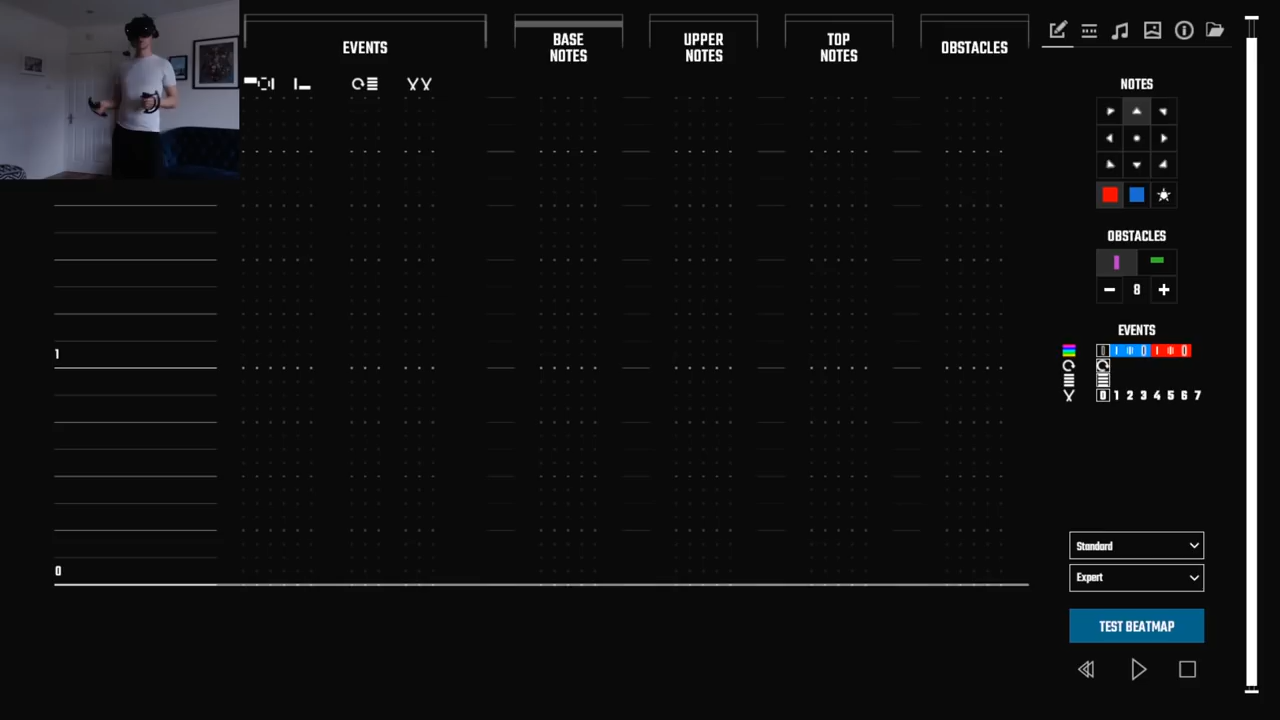 EVENTS
BASE
NOTES
UPPER
NOTES
TOP
NOTES
OBSTACLES
NOTES
OBSTACLES
8
EVENTS
0 1 2 3 4 5 6 7
1
0
Standard
Expert
TEST BEATMAP